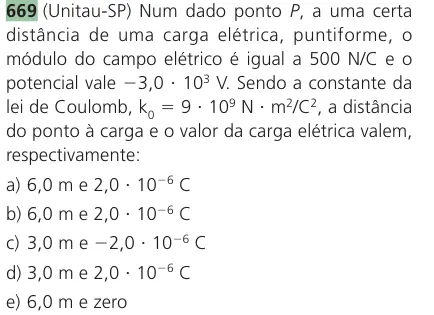 669 (Unitau-SP) Num dado ponto P, a uma certa
distância de uma carga elétrica, puntiforme, o
módulo do campo elétrico é igual a 500 N/C e o
potencial vale −3,0 · 10³ V. Sendo a constante da
lei de Coulomb, k₀ = 9 · 10⁹ N · m²/C², a distância
do ponto à carga e o valor da carga elétrica valem,
respectivamente:
a) 6,0 m e 2,0 · 10⁻⁶ C
b) 6,0 m e 2,0 · 10⁻⁶ C
c) 3,0 m e −2,0 · 10⁻⁶ C
d) 3,0 m e 2,0 · 10⁻⁶ C
e) 6,0 m e zero